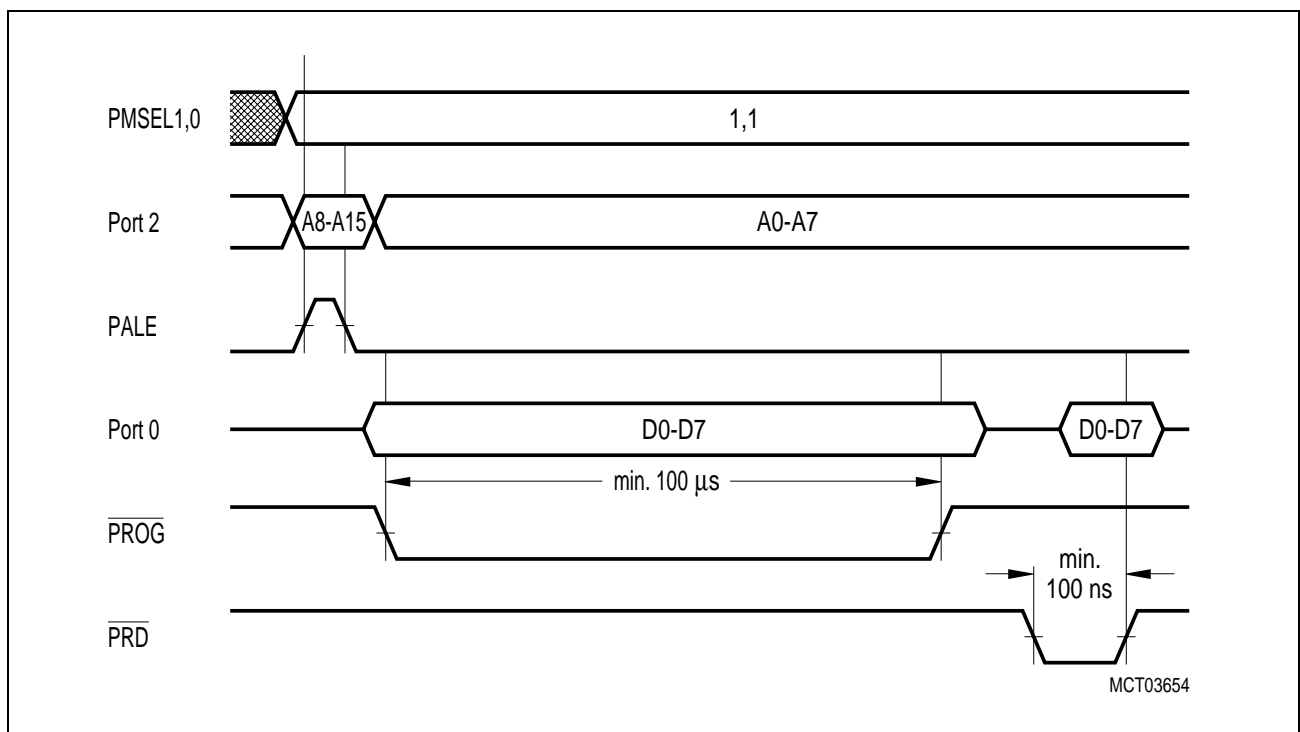 PMSEL1,0
1,1
Port 2
A8-A15
A0-A7
PALE
Port 0
D0-D7
D0-D7
min. 100 μs
PROG
min.
100 ns
PRD
MCT03654